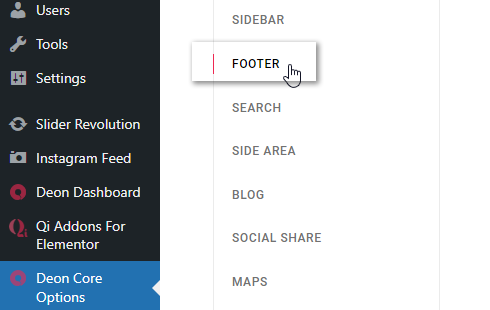 Users
Tools
Settings
Slider Revolution
Instagram Feed
Deon Dashboard
Qi Addons For
Elementor
Deon Core
Options
SIDEBAR
FOOTER
SEARCH
SIDE AREA
BLOG
SOCIAL SHARE
MAPS